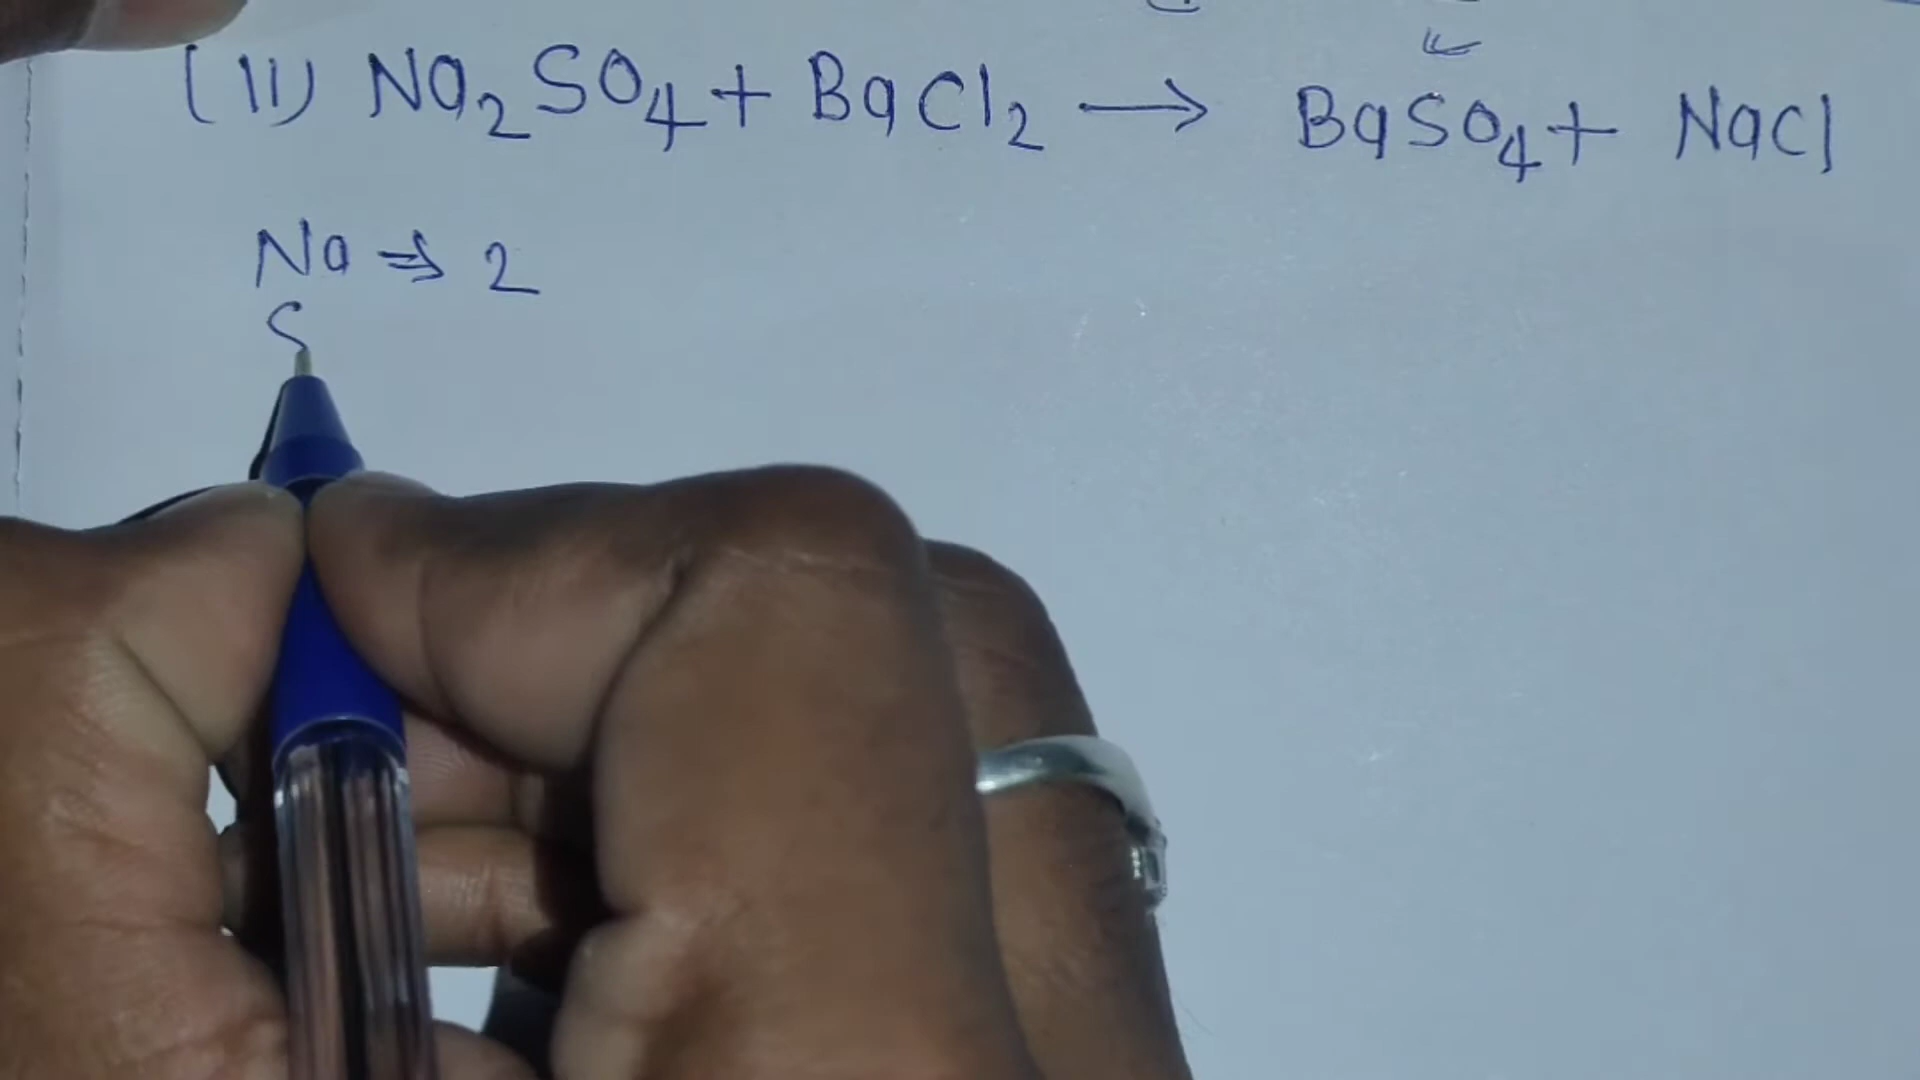 (II) Na₂SO₄ + BaCl₂ → BaSO₄ + NaCl
Na ⇒ 2
S